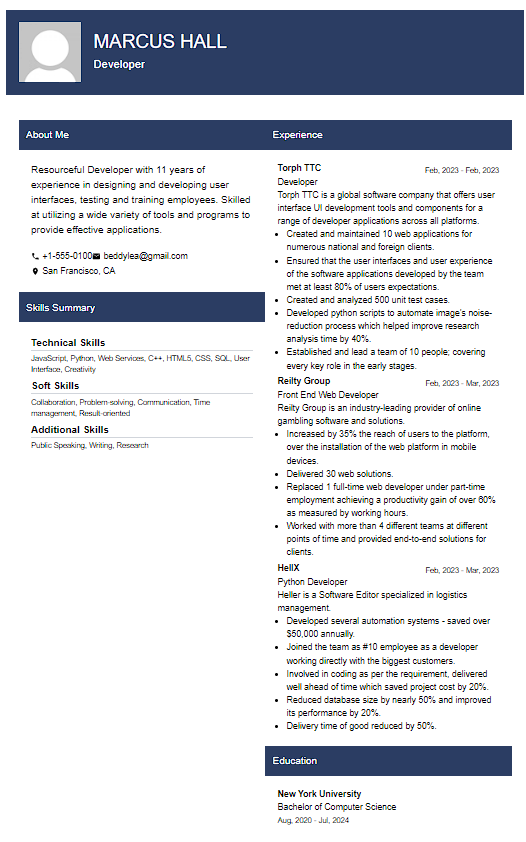 MARCUS HALL
Developer
About Me
Resourceful Developer with 11 years of
experience in designing and developing user
interfaces, testing and training employees. Skilled
at utilizing a wide variety of tools and programs to
provide effective applications.
+1-555-0100 beddylea@gmail.com
San Francisco, CA
Skills Summary
Technical Skills
JavaScript, Python, Web Services, C++, HTML5, CSS, SQL, User
Interface, Creativity
Soft Skills
Collaboration, Problem-solving, Communication, Time
management, Result-oriented
Additional Skills
Public Speaking, Writing, Research
Experience
Torph TTC Feb, 2023 - Feb, 2023
Developer
Torph TTC is a global software company that offers user
interface UI development tools and components for a
range of developer applications across all platforms.
• Created and maintained 10 web applications for
numerous national and foreign clients.
• Ensured that the user interfaces and user experience
of the software applications developed by the team
met at least 80% of users expectations.
• Created and analyzed 500 unit test cases.
• Developed python scripts to automate image's noise-
reduction process which helped improve research
analysis time by 40%.
• Established and lead a team of 10 people; covering
every key role in the early stages.
Reilty Group Feb, 2023 - Mar, 2023
Front End Web Developer
Reilty Group is an industry-leading provider of online
gambling software and solutions.
• Increased by 35% the reach of users to the platform,
over the installation of the web platform in mobile
devices.
• Delivered 30 web solutions.
• Replaced 1 full-time web developer under part-time
employment achieving a productivity gain of over 60%
as measured by working hours.
• Worked with more than 4 different teams at different
points of time and provided end-to-end solutions for
clients.
HellX Feb, 2023 - Mar, 2023
Python Developer
Heller is a Software Editor specialized in logistics
management.
• Developed several automation systems - saved over
$50,000 annually.
• Joined the team as #10 employee as a developer
working directly with the biggest customers.
• Involved in coding as per the requirement, delivered
well ahead of time which saved project cost by 20%.
• Reduced database size by nearly 50% and improved
its performance by 20%.
• Delivery time of good reduced by 50%.
Education
New York University
Bachelor of Computer Science
Aug, 2020 - Jul, 2024